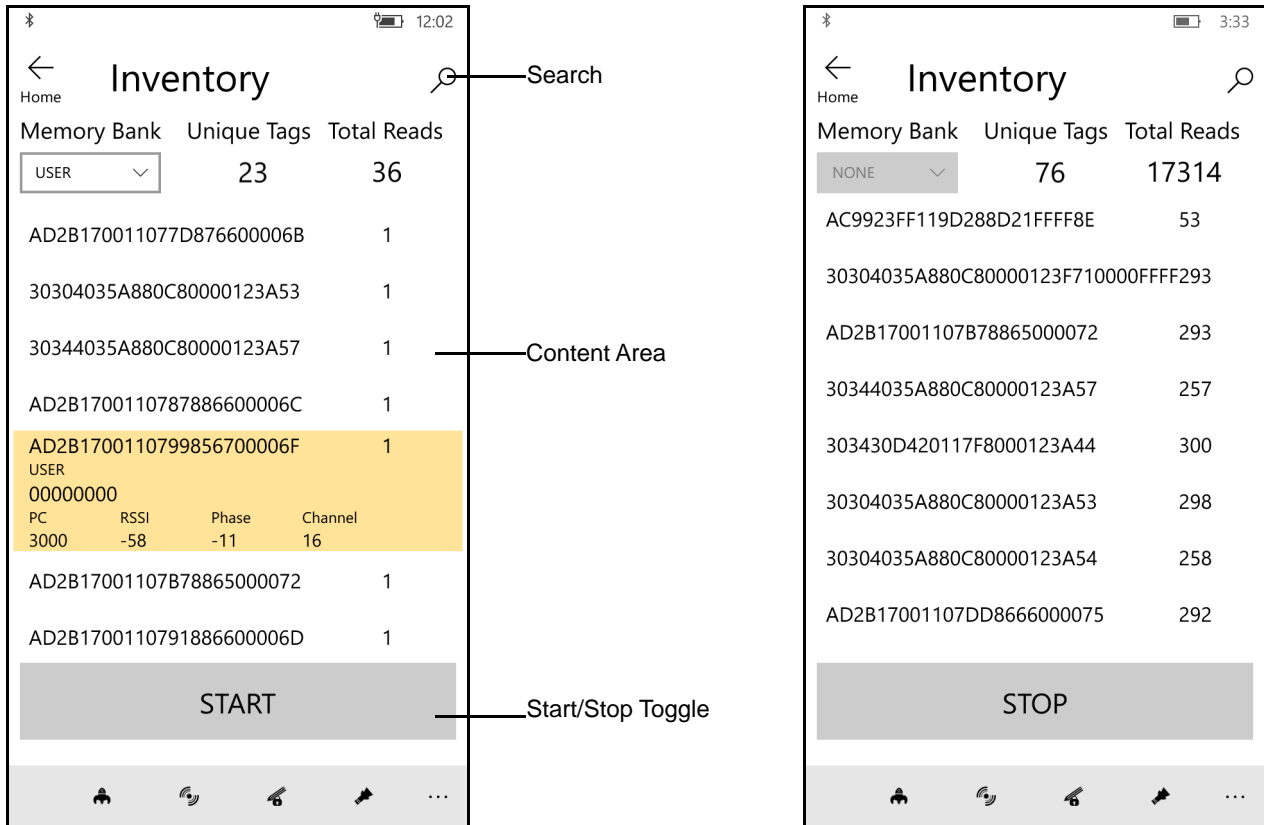 12:02
Home
Inventory
Memory Bank Unique Tags Total Reads
USER 23 36
AD2B170011077D876600006B 1
30304035A880C80000123A53 1
30344035A880C80000123A57 1
AD2B1700110787886600006C 1
AD2B1700110799856700006F 1
USER
00000000
PC RSSI Phase Channel
3000 -58 -11 16
AD2B17001107B78865000072 1
AD2B1700110791886600006D 1
START
...
Search
Content Area
Start/Stop Toggle
3:33
Home
Inventory
Memory Bank Unique Tags Total Reads
NONE 76 17314
AC9923FF119D288D21FFFF8E 53
30304035A880C80000123F710000FFFF293
AD2B17001107B78865000072 293
30344035A880C80000123A57 257
303430D420117F8000123A44 300
30304035A880C80000123A53 298
30304035A880C80000123A54 258
AD2B17001107DD8666000075 292
STOP
...